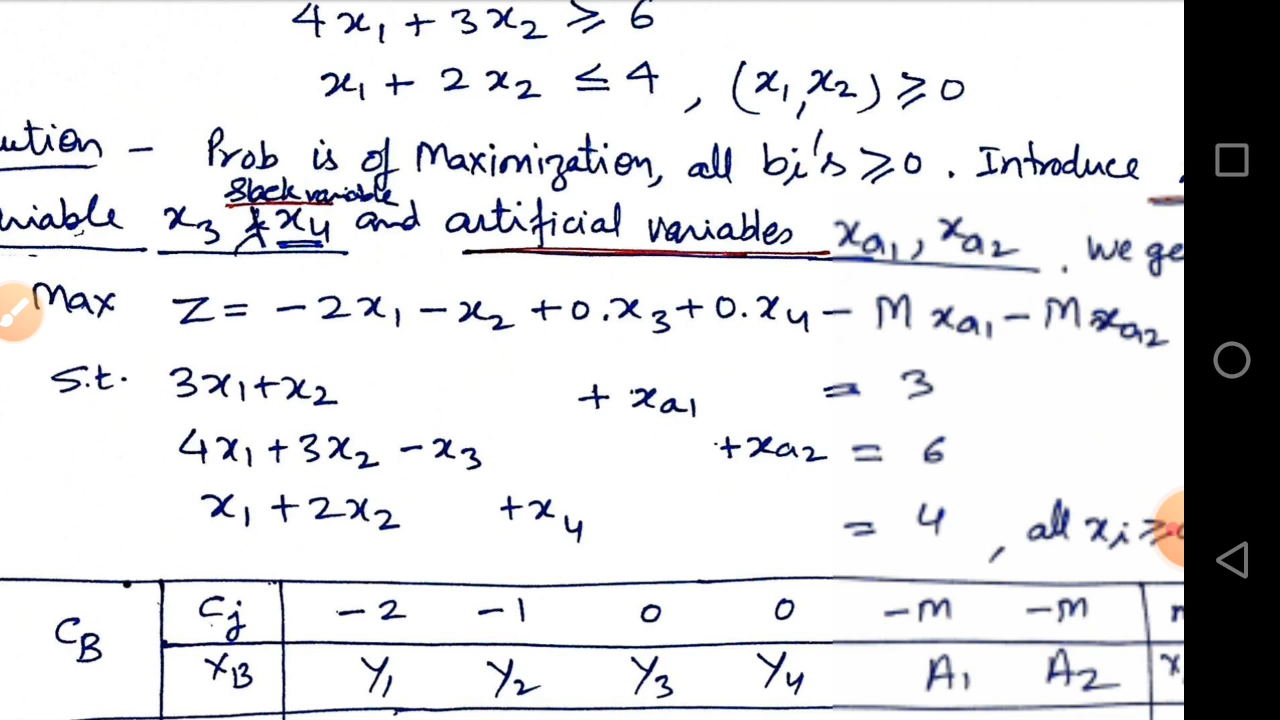 4x₁ + 3x₂ ≥ 6
x₁ + 2x₂ ≤ 4 , (x₁, x₂) ≥ 0
ution – Prob is of Maximization, all bi's ≥ 0 . Introduce
Slack variable
riable x₃ & x₄ and artificial variables xa₁, xa₂ . We ge
Max Z = -2x₁ - x₂ + 0.x₃ + 0.x₄ - M xa₁ - M xa₂
S.t. 3x₁ + x₂ + xa₁ = 3
4x₁ + 3x₂ - x₃ + xa₂ = 6
x₁ + 2x₂ + x₄ = 4 , all xi ≥ 0
CB Cj -2 -1 0 0 -M -M m
XB Y₁ Y₂ Y₃ Y₄ A₁ A₂ x